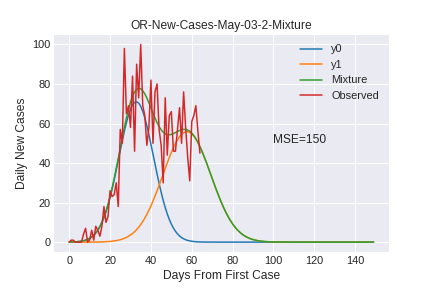 OR-New-Cases-May-03-2-Mixture
100
80
60
40
20
0
Daily New Cases
y0
y1
Mixture
Observed
MSE=150
0 20 40 60 80 100 120 140
Days From First Case